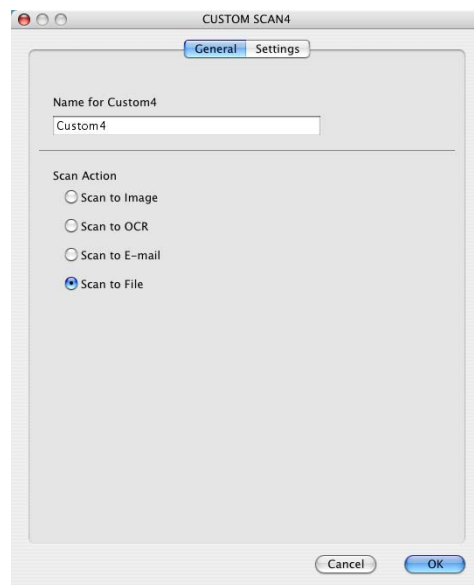 CUSTOM SCAN4
General Settings
Name for Custom4
Custom4
Scan Action
Scan to Image
Scan to OCR
Scan to E-mail
Scan to File
Cancel OK